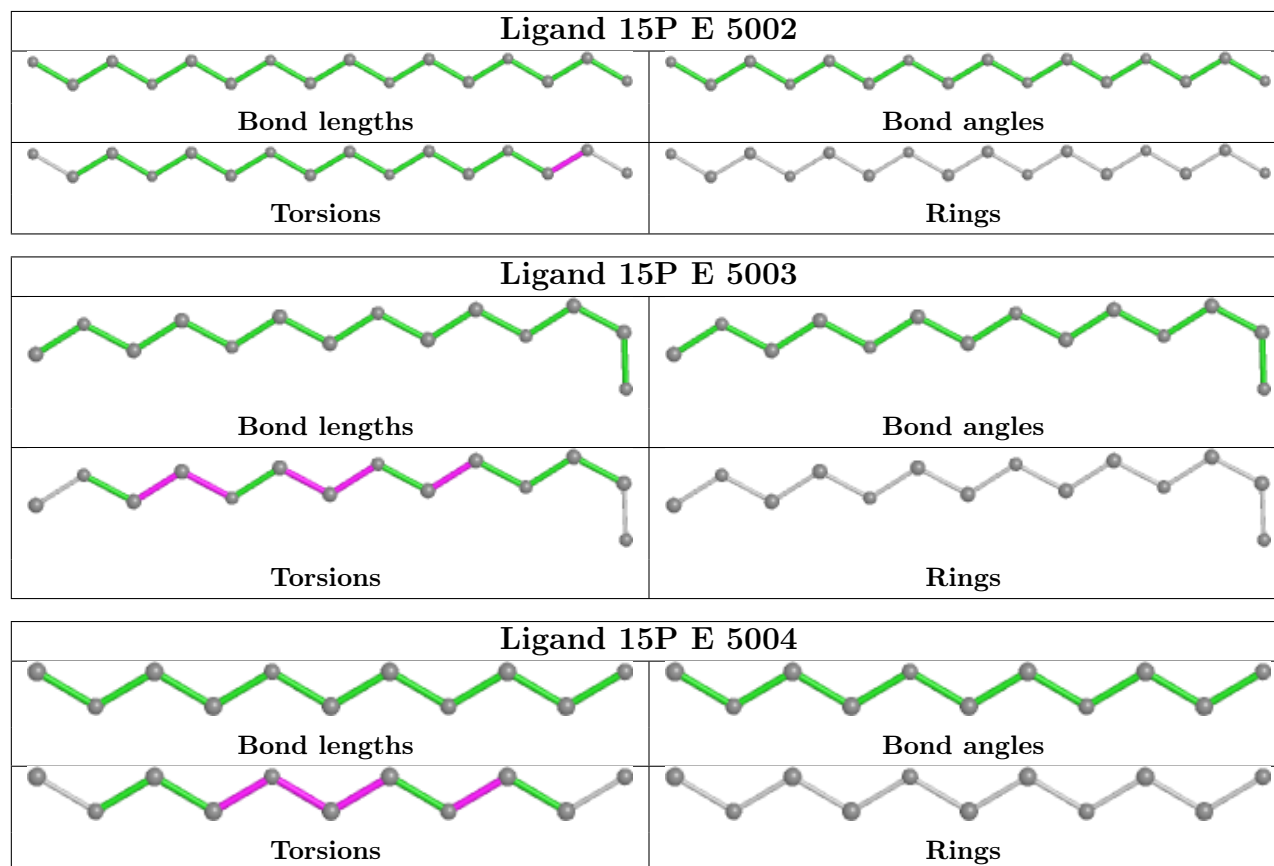 Ligand 15P E 5002
Bond lengths
Bond angles
Torsions
Rings
Ligand 15P E 5003
Bond lengths
Bond angles
Torsions
Rings
Ligand 15P E 5004
Bond lengths
Bond angles
Torsions
Rings